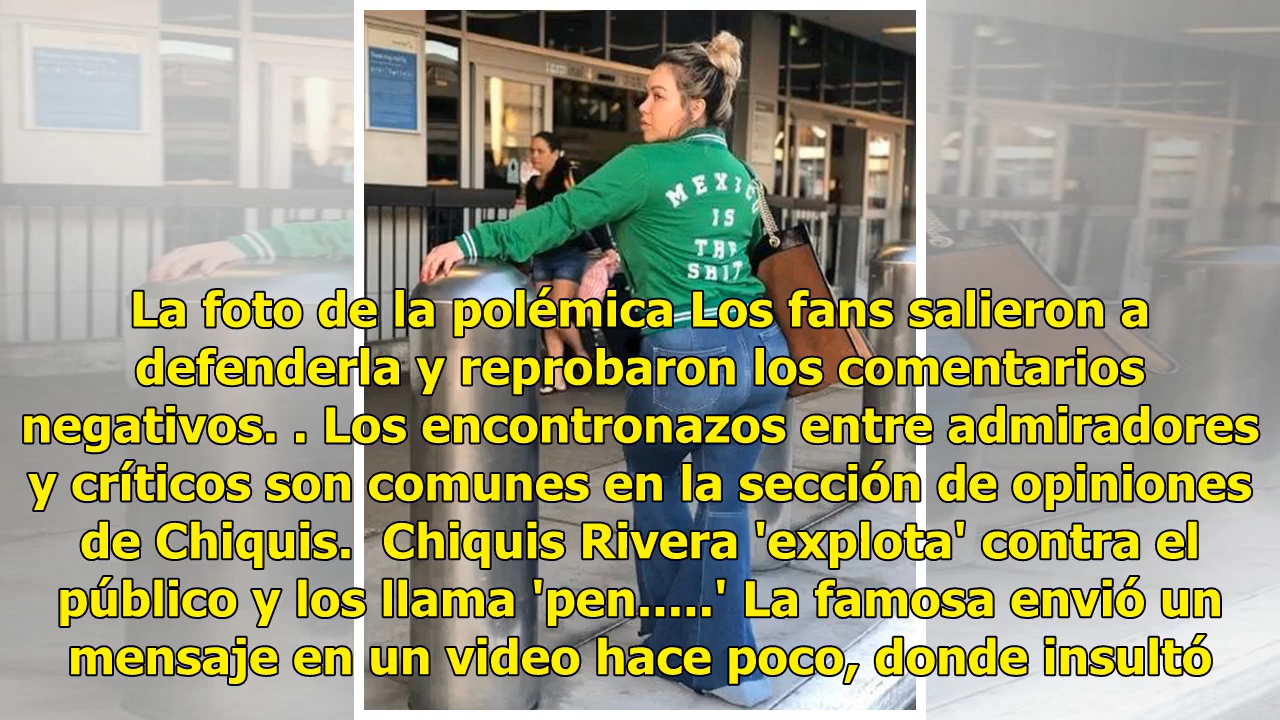 MEXICO
IS
THE
SHIT
La foto de la polémica Los fans salieron a
defenderla y reprobaron los comentarios
negativos. . Los encontronazos entre admiradores
y críticos son comunes en la sección de opiniones
de Chiquis.  Chiquis Rivera 'explota' contra el
público y los llama 'pen.....' La famosa envió un
mensaje en un video hace poco, donde insultó